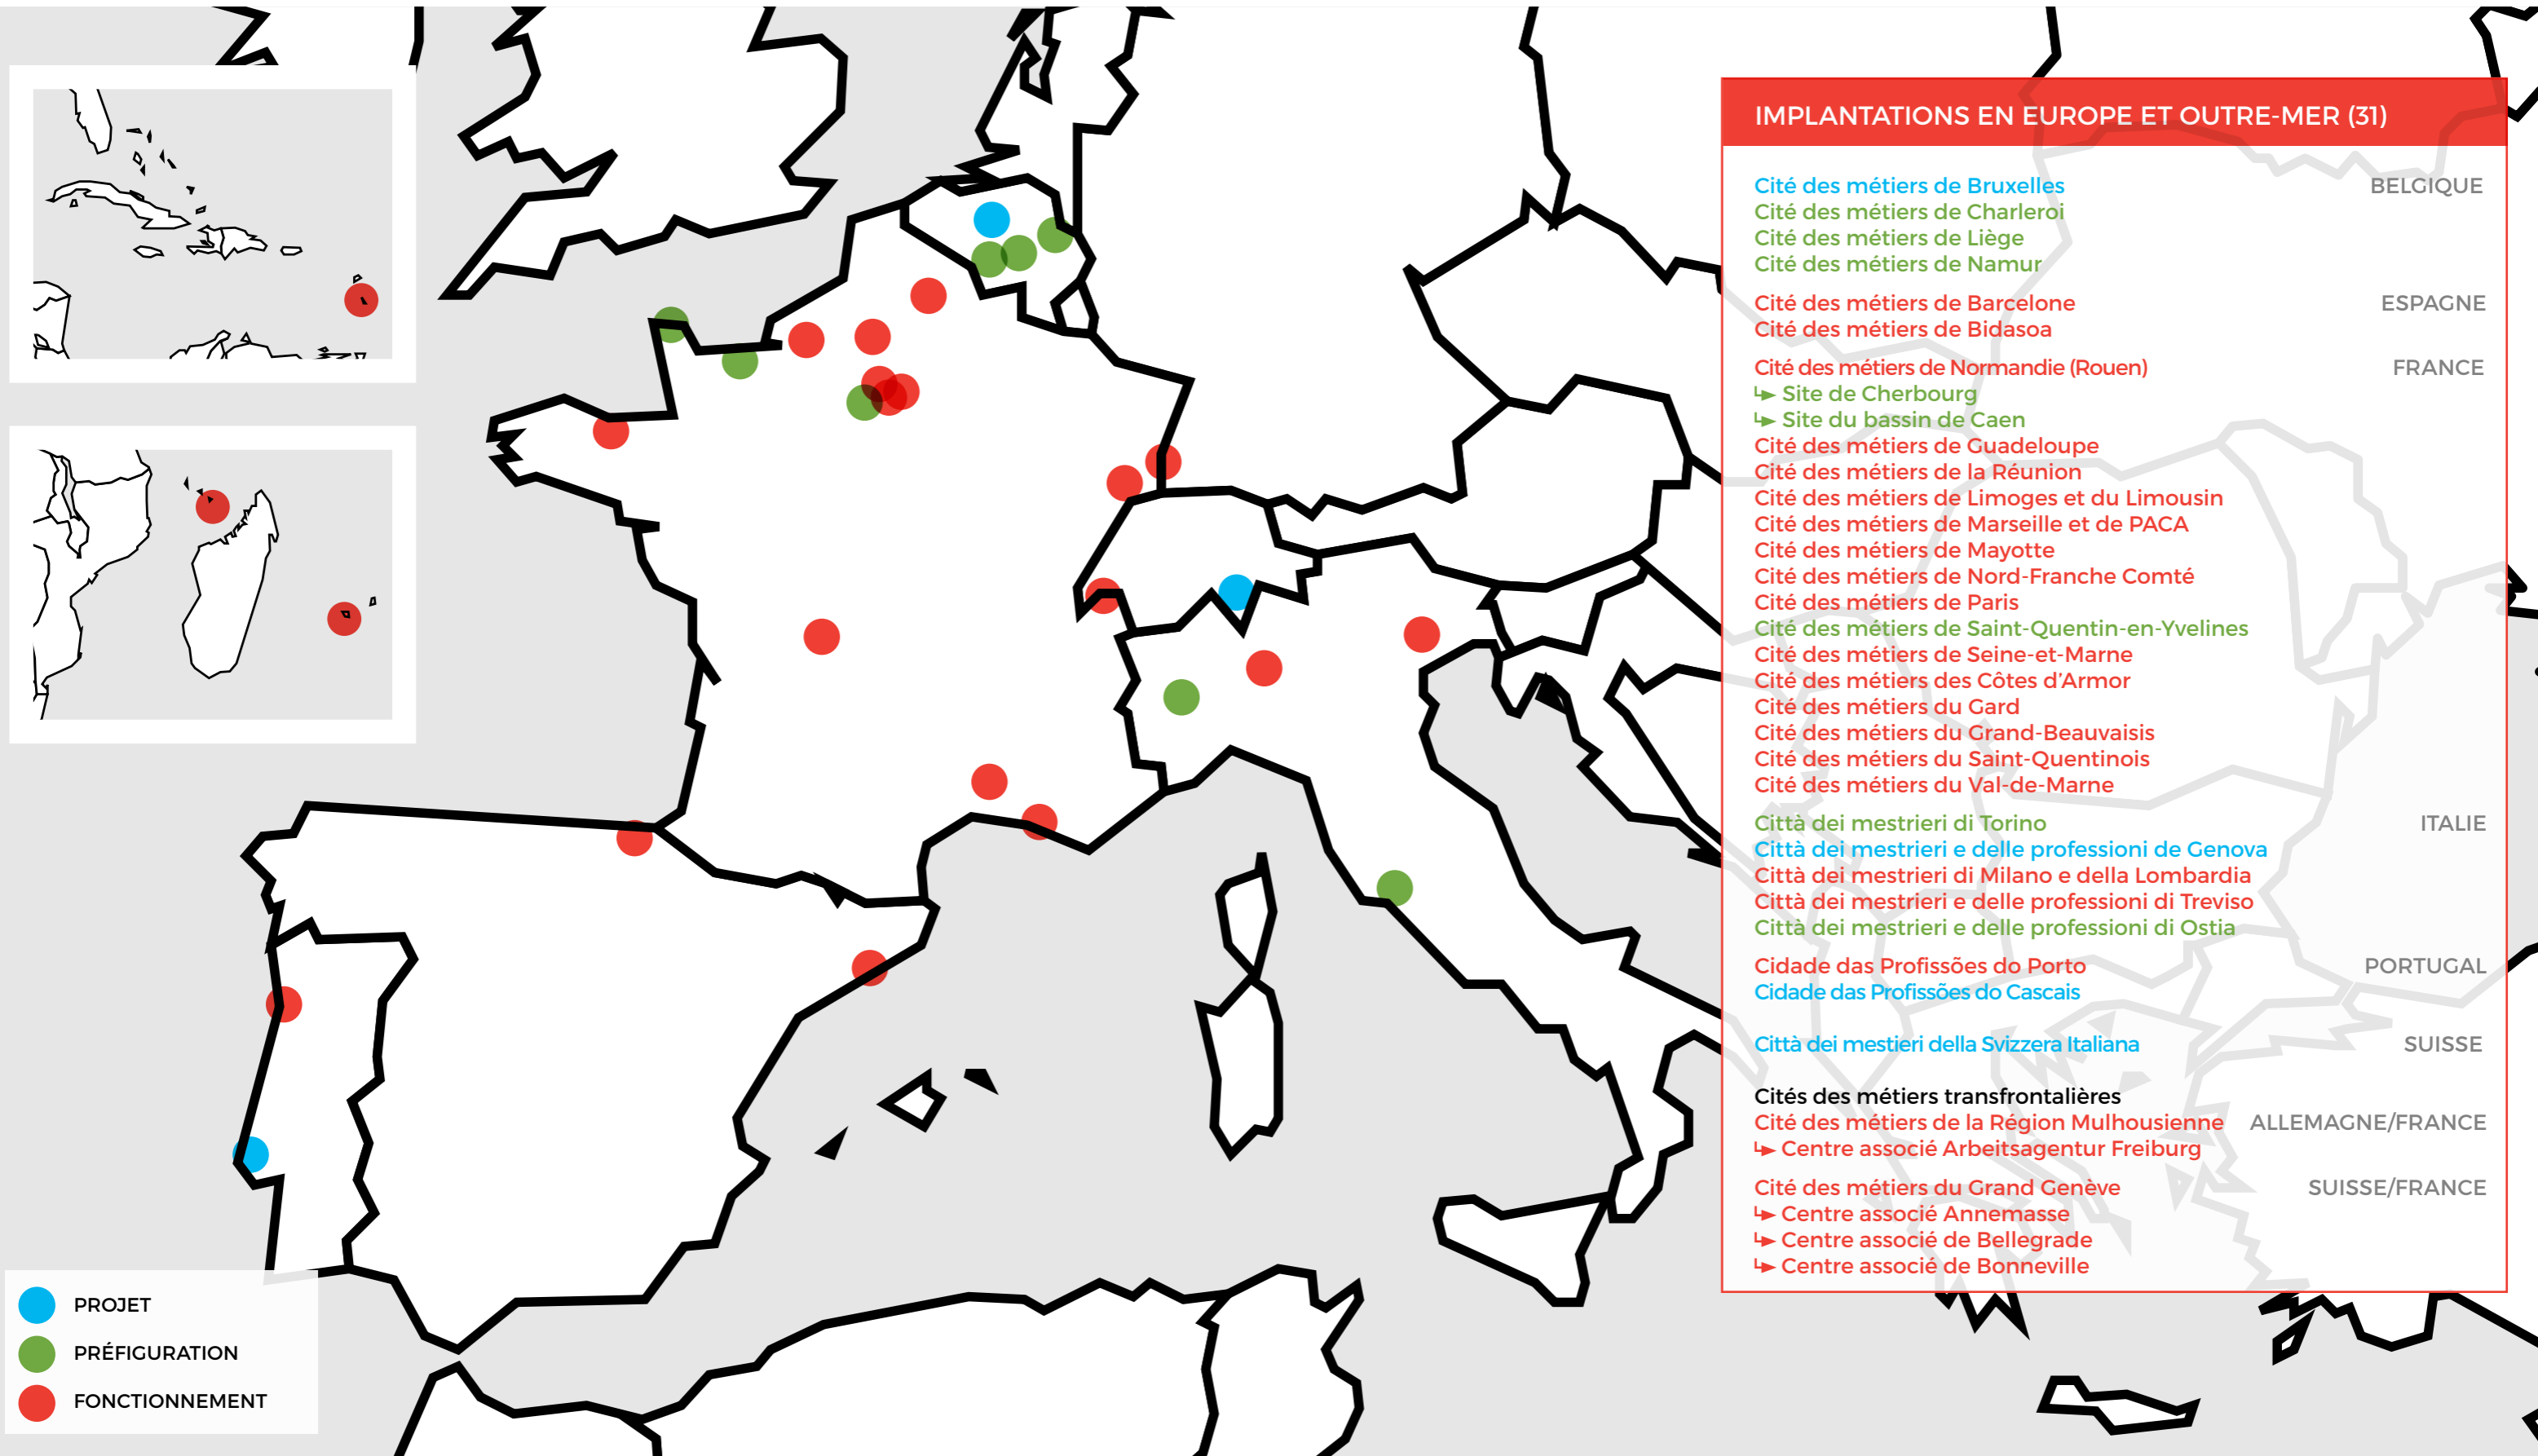 IMPLANTATIONS EN EUROPE ET OUTRE-MER (31)
Cité des métiers de Bruxelles BELGIQUE
Cité des métiers de Charleroi
Cité des métiers de Liège
Cité des métiers de Namur
Cité des métiers de Barcelone ESPAGNE
Cité des métiers de Bidasoa
Cité des métiers de Normandie (Rouen) FRANCE
↳ Site de Cherbourg
↳ Site du bassin de Caen
Cité des métiers de Guadeloupe
Cité des métiers de la Réunion
Cité des métiers de Limoges et du Limousin
Cité des métiers de Marseille et de PACA
Cité des métiers de Mayotte
Cité des métiers de Nord-Franche Comté
Cité des métiers de Paris
Cité des métiers de Saint-Quentin-en-Yvelines
Cité des métiers de Seine-et-Marne
Cité des métiers des Côtes d'Armor
Cité des métiers du Gard
Cité des métiers du Grand-Beauvaisis
Cité des métiers du Saint-Quentinois
Cité des métiers du Val-de-Marne
Città dei mestrieri di Torino ITALIE
Città dei mestrieri e delle professioni de Genova
Città dei mestrieri di Milano e della Lombardia
Città dei mestrieri e delle professioni di Treviso
Città dei mestrieri e delle professioni di Ostia
Cidade das Profissões do Porto PORTUGAL
Cidade das Profissões do Cascais
Città dei mestieri della Svizzera Italiana SUISSE
Cités des métiers transfrontalières
Cité des métiers de la Région Mulhousienne ALLEMAGNE/FRANCE
↳ Centre associé Arbeitsagentur Freiburg
Cité des métiers du Grand Genève SUISSE/FRANCE
↳ Centre associé Annemasse
↳ Centre associé de Bellegrade
↳ Centre associé de Bonneville
PROJET
PRÉFIGURATION
FONCTIONNEMENT